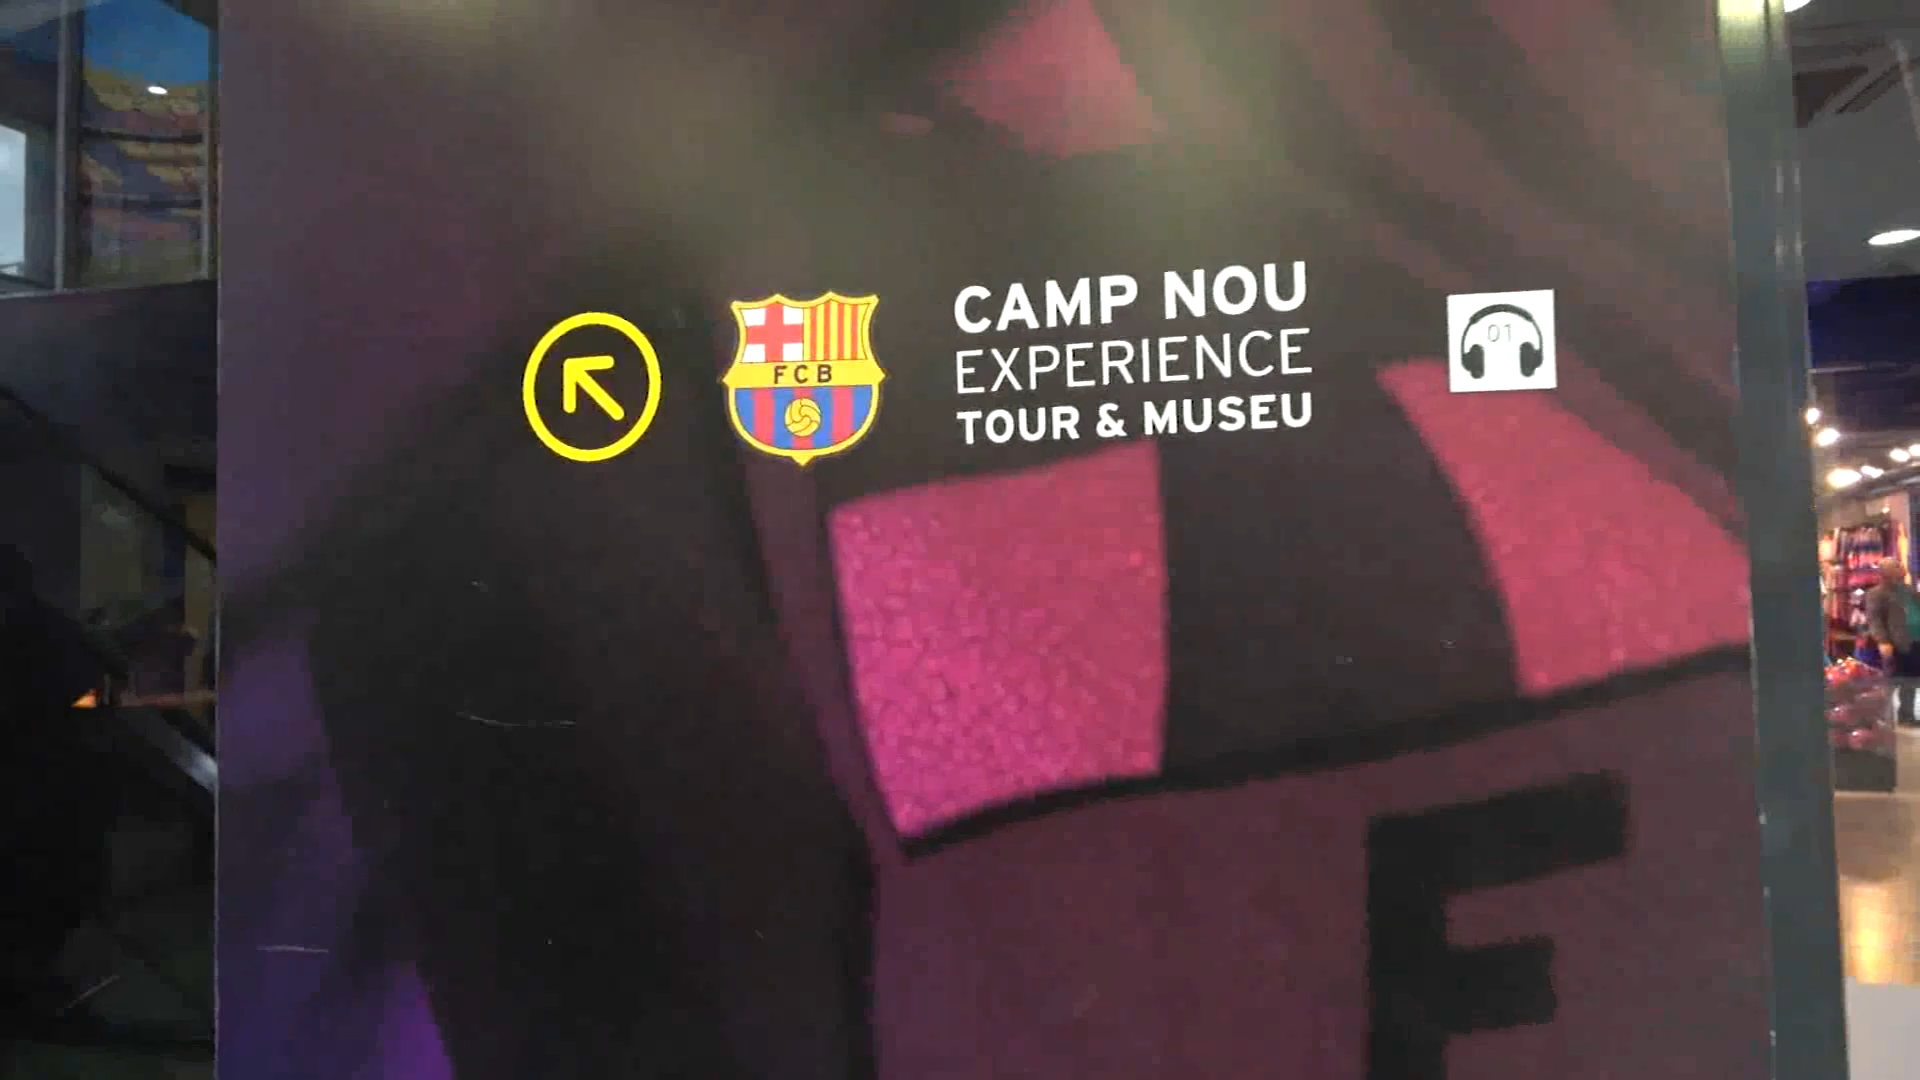 CAMP NOU
EXPERIENCE
TOUR & MUSEU
FCB
01
F